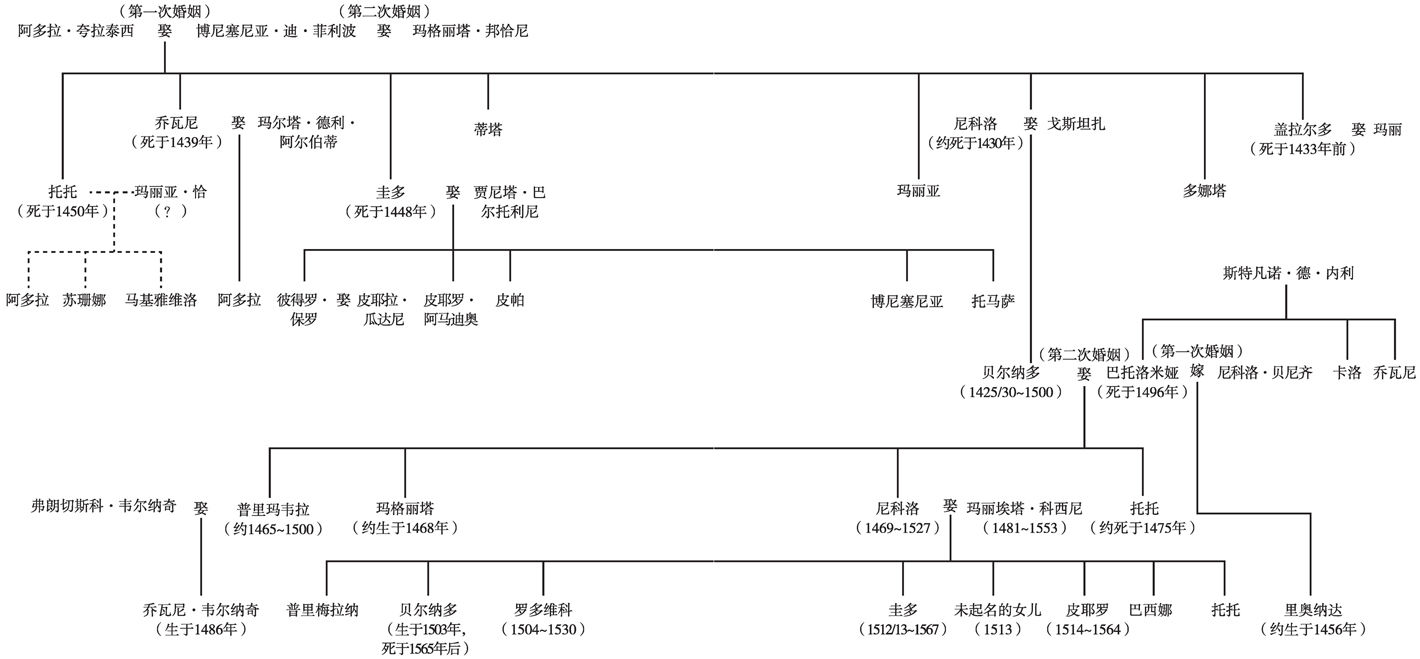 （第一次婚姻） （第二次婚姻）
阿多拉·夸拉泰西 娶 博尼塞尼亚·迪·菲利波 娶 玛格丽塔·邦恰尼
乔瓦尼 娶 玛尔塔·德利·
（死于1439年） 阿尔伯蒂
蒂塔
尼科洛 娶 戈斯坦扎
（约死于1430年）
盖拉尔多 娶 玛丽
（死于1433年前）
托托 玛丽亚·恰
（死于1450年） （？）
圭多 娶 贾尼塔·巴
（死于1448年） 尔托利尼
玛丽亚
多娜塔
斯特凡诺·德·内利
阿多拉 苏珊娜 马基雅维洛 阿多拉
彼得罗· 娶 皮耶拉· 皮耶罗· 皮帕
保罗 瓜达尼 阿马迪奥
博尼塞尼亚 托马萨
（第二次婚姻） （第一次婚姻）
贝尔纳多 娶 巴托洛米娅 嫁 尼科洛·贝尼齐 卡洛 乔瓦尼
（1425/30~1500） （死于1496年）
弗朗切斯科·韦尔纳奇 娶 普里玛韦拉 玛格丽塔 尼科洛 娶 玛丽埃塔·科西尼 托托
（约1465~1500） （约生于1468年） （1469~1527） （1481~1553） （约死于1475年）
乔瓦尼·韦尔纳奇 普里梅拉纳 贝尔纳多 罗多维科 圭多 未起名的女儿 皮耶罗 巴西娜 托托 里奥纳达
（生于1486年） （生于1503年， （1504~1530） （1512/13~1567） （1513） （1514~1564） （约生于1456年）
死于1565年后）